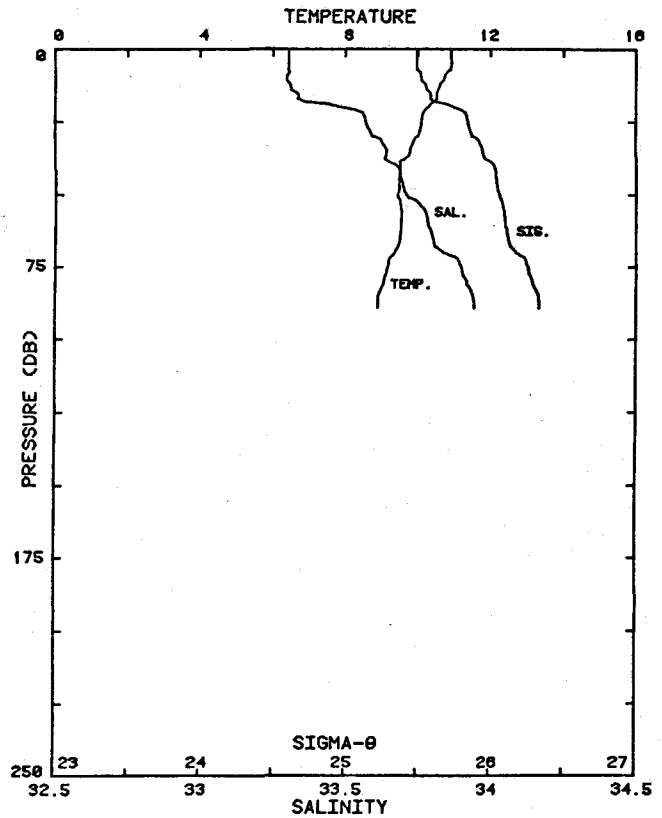 TEMPERATURE
0 4 8 12 16
0
SAL.
SIG.
75
TEMP.
PRESSURE (DB)
175
SIGMA-θ
23 24 25 26 27
250
32.5 33 33.5 34 34.5
SALINITY